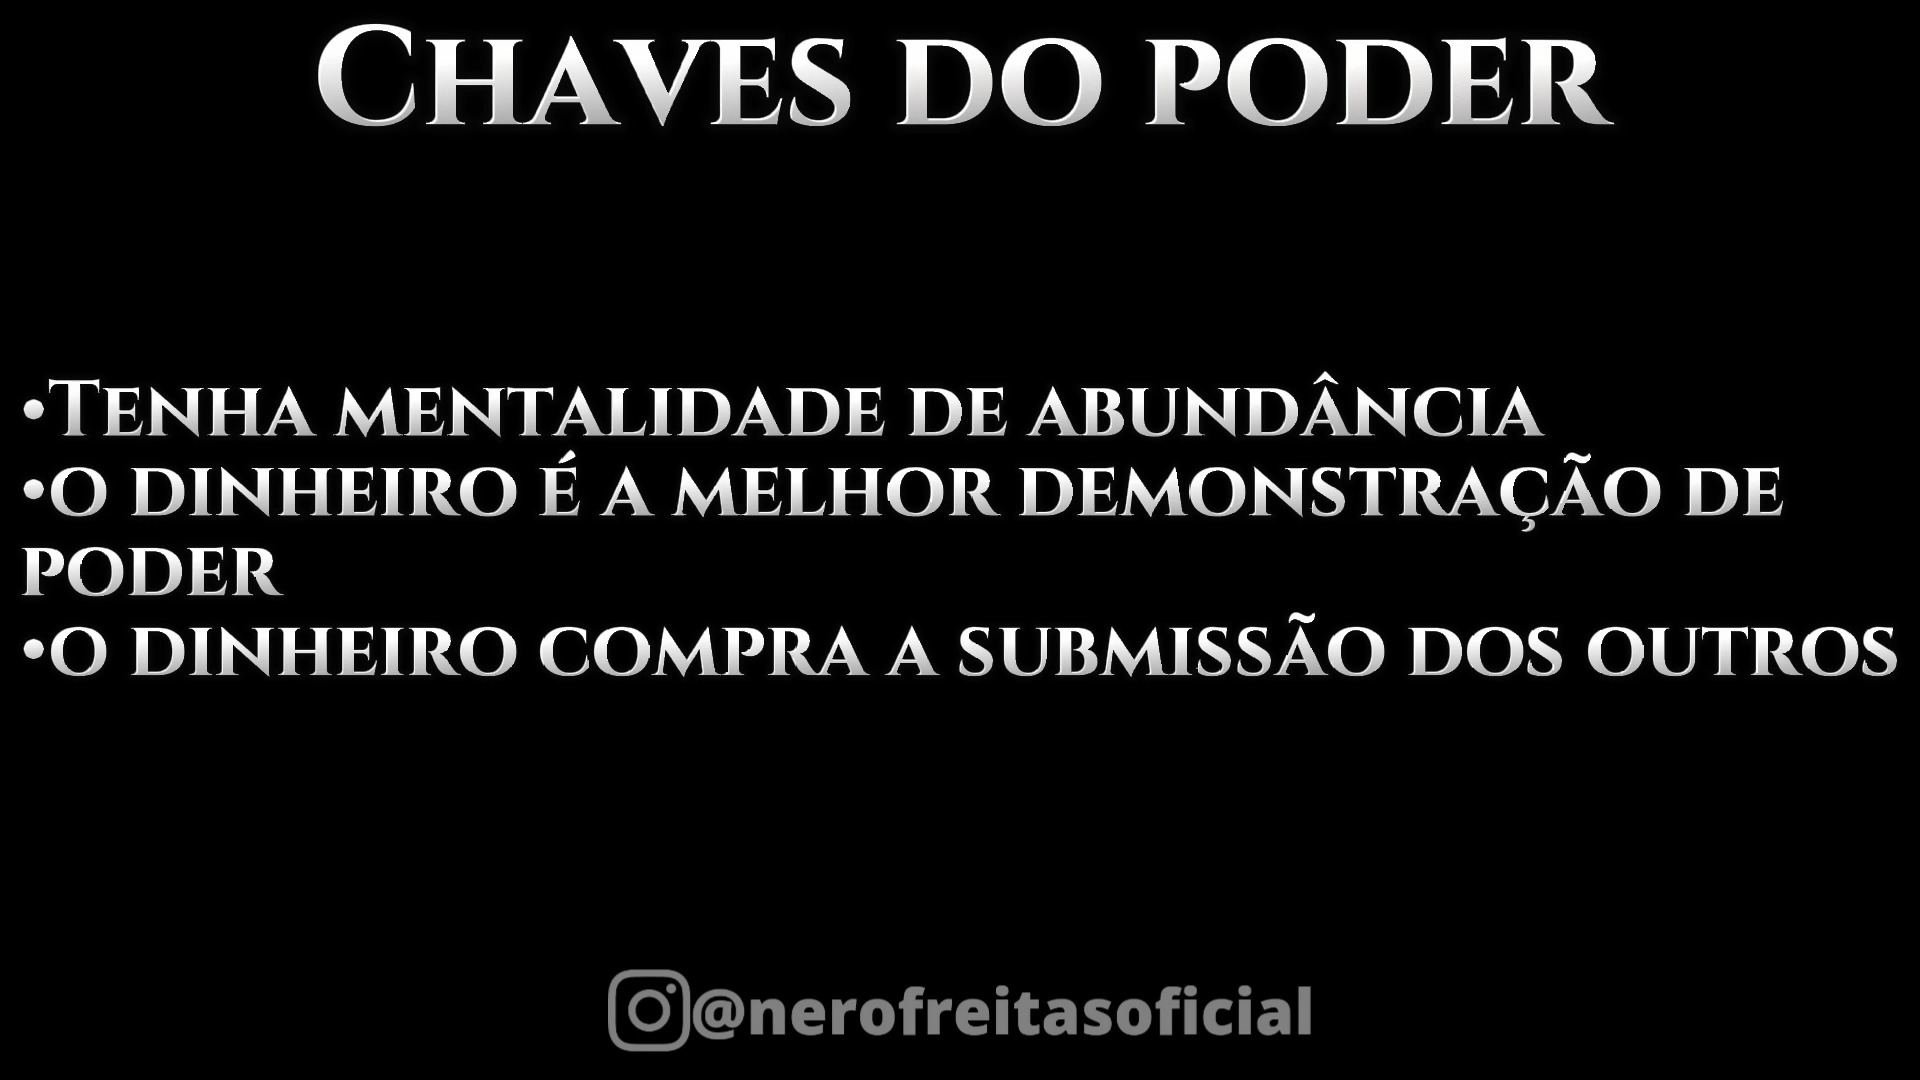 Chaves do poder
•Tenha mentalidade de abundância
•o dinheiro é a melhor demonstração de
poder
•o dinheiro compra a submissão dos outros
@nerofreitasoficial